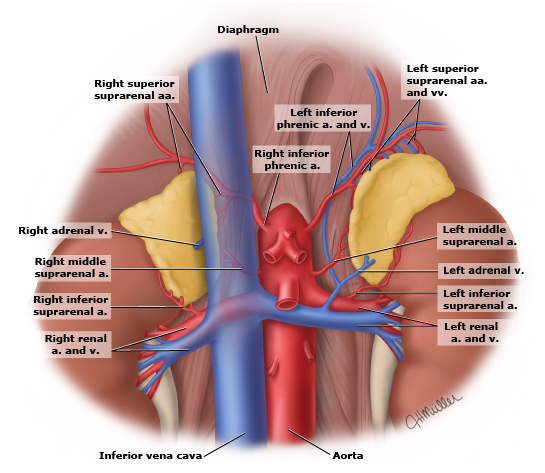 Diaphragm
Left superior
suprarenal aa.
and vv.
Right superior
suprarenal aa.
Left inferior
phrenic a. and v.
Right inferior
phrenic a.
Right adrenal v.
Left middle
suprarenal a.
Right middle
suprarenal a.
Left adrenal v.
Right inferior
suprarenal a.
Left inferior
suprarenal a.
Right renal
a. and v.
Left renal
a. and v.
Inferior vena cava
Aorta